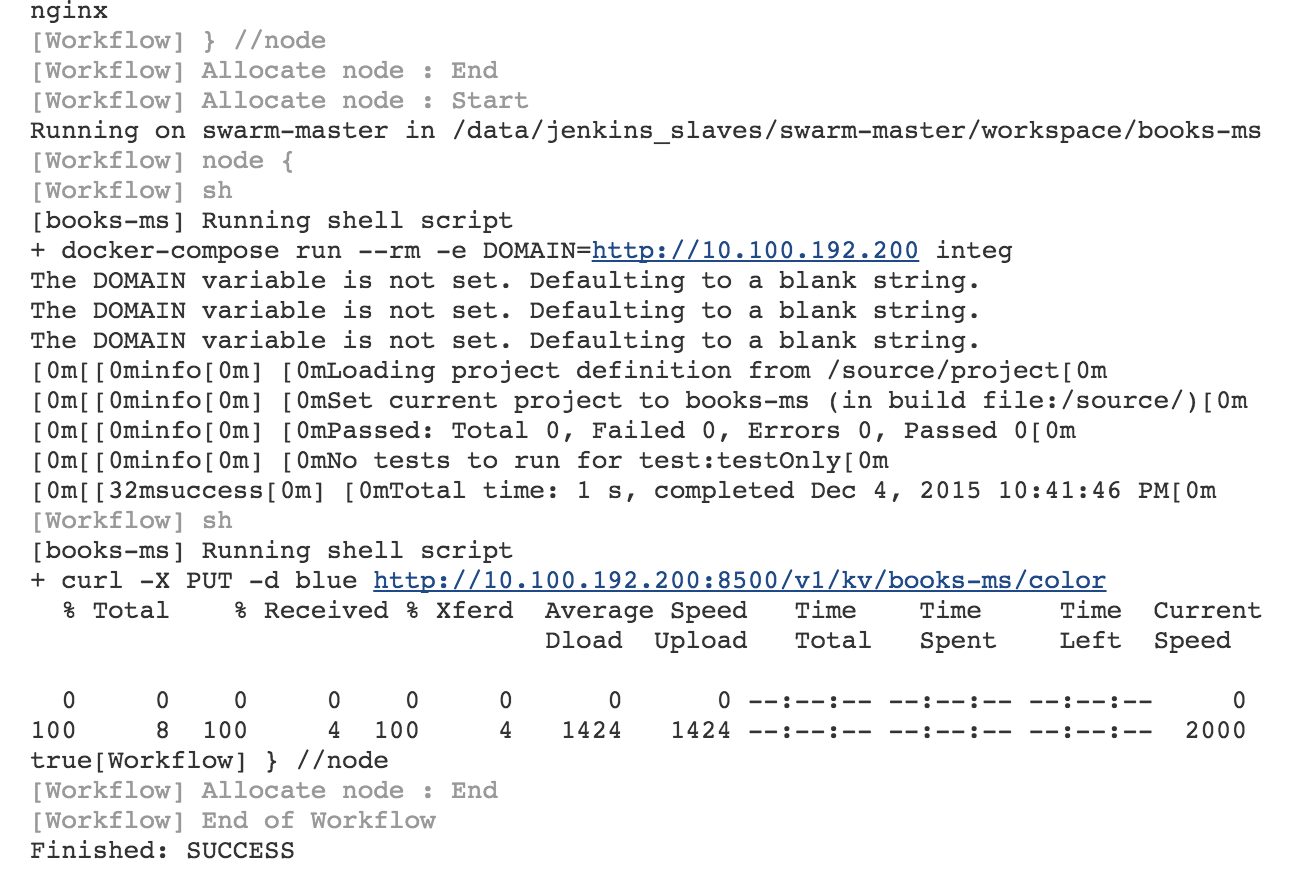 nginx
[Workflow] } //node
[Workflow] Allocate node : End
[Workflow] Allocate node : Start
Running on swarm-master in /data/jenkins_slaves/swarm-master/workspace/books-ms
[Workflow] node {
[Workflow] sh
[books-ms] Running shell script
+ docker-compose run --rm -e DOMAIN=http://10.100.192.200 integ
The DOMAIN variable is not set. Defaulting to a blank string.
The DOMAIN variable is not set. Defaulting to a blank string.
The DOMAIN variable is not set. Defaulting to a blank string.
[0m[[0minfo[0m] [0mLoading project definition from /source/project[0m
[0m[[0minfo[0m] [0mSet current project to books-ms (in build file:/source/)[0m
[0m[[0minfo[0m] [0mPassed: Total 0, Failed 0, Errors 0, Passed 0[0m
[0m[[0minfo[0m] [0mNo tests to run for test:testOnly[0m
[0m[[32msuccess[0m] [0mTotal time: 1 s, completed Dec 4, 2015 10:41:46 PM[0m
[Workflow] sh
[books-ms] Running shell script
+ curl -X PUT -d blue http://10.100.192.200:8500/v1/kv/books-ms/color
  % Total    % Received % Xferd  Average Speed   Time    Time     Time  Current
                                 Dload  Upload   Total   Spent    Left  Speed
  0     0    0     0    0     0      0      0 --:--:-- --:--:-- --:--:--     0
100     8  100     4  100     4   1424   1424 --:--:-- --:--:-- --:--:--  2000
true[Workflow] } //node
[Workflow] Allocate node : End
[Workflow] End of Workflow
Finished: SUCCESS